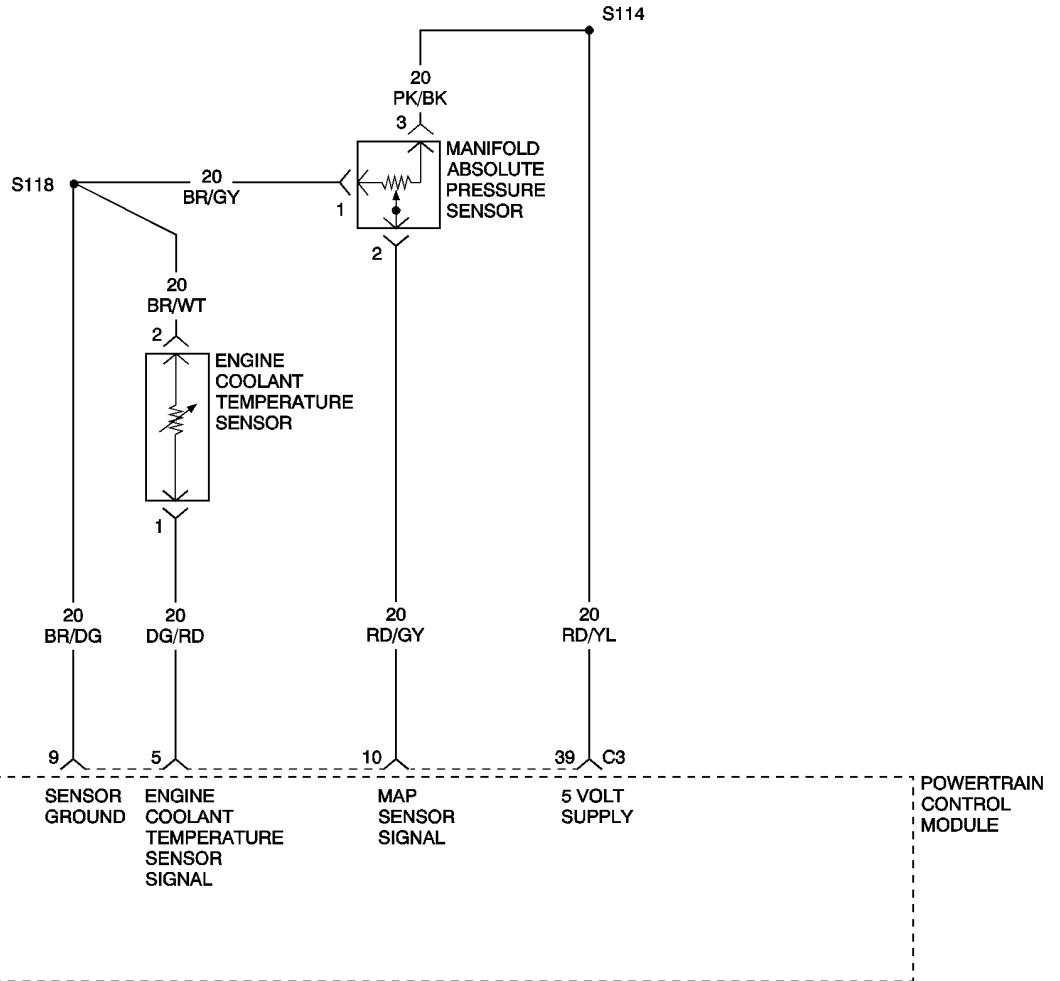 S114
20
PK/BK
3
MANIFOLD
ABSOLUTE
PRESSURE
SENSOR
S118
20
BR/GY
1
2
20
BR/WT
2
ENGINE
COOLANT
TEMPERATURE
SENSOR
1
20
BR/DG
20
DG/RD
20
RD/GY
20
RD/YL
9
5
10
39
C3
SENSOR
GROUND
ENGINE
COOLANT
TEMPERATURE
SENSOR
SIGNAL
MAP
SENSOR
SIGNAL
5 VOLT
SUPPLY
POWERTRAIN
CONTROL
MODULE